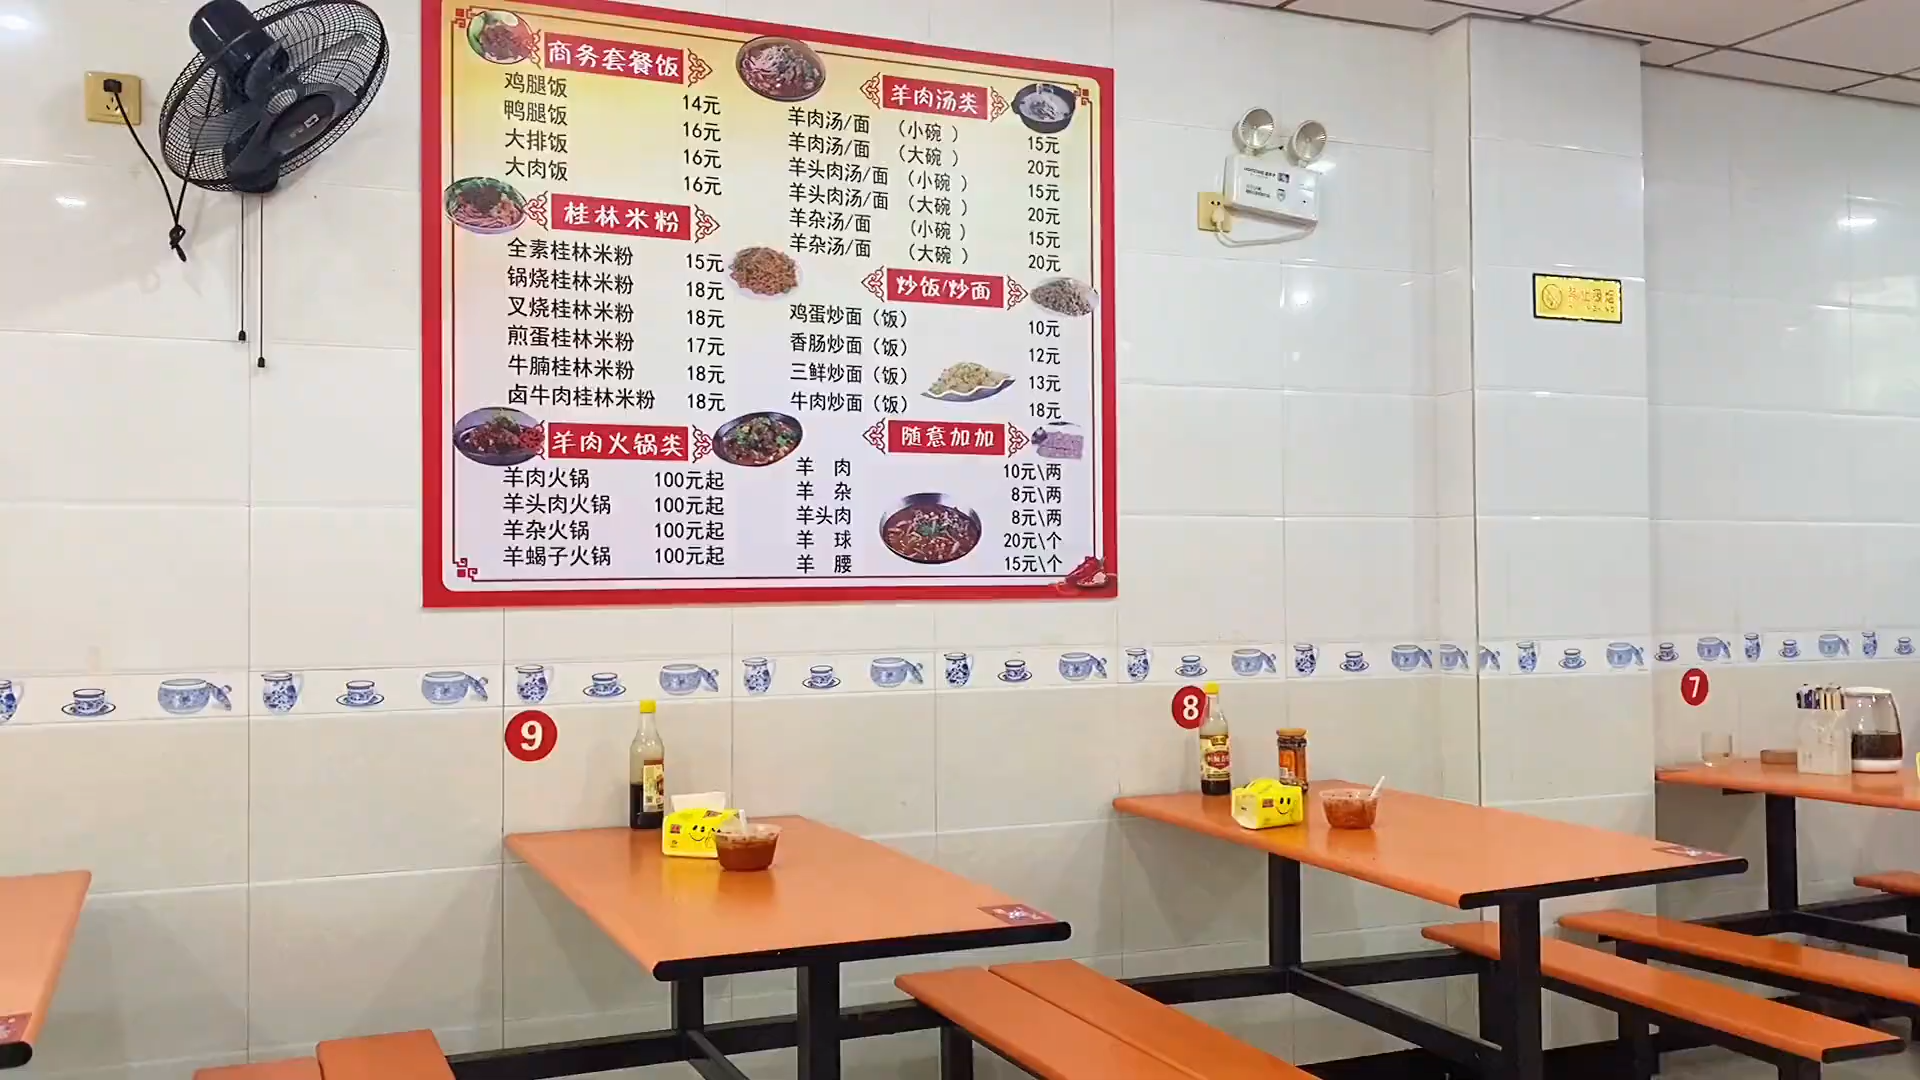 商务套餐饭
鸡腿饭 14元
鸭腿饭 16元
大排饭 16元
大肉饭 16元
桂林米粉
全素桂林米粉 15元
锅烧桂林米粉 18元
叉烧桂林米粉 18元
煎蛋桂林米粉 17元
牛腩桂林米粉 18元
卤牛肉桂林米粉 18元
羊肉火锅类
羊肉火锅 100元起
羊头肉火锅 100元起
羊杂火锅 100元起
羊蝎子火锅 100元起
羊肉汤类
羊肉汤/面 （小碗 ） 15元
羊肉汤/面 （大碗 ） 20元
羊头肉汤/面 （小碗 ） 15元
羊头肉汤/面 （大碗 ） 20元
羊杂汤/面 （小碗 ） 15元
羊杂汤/面 （大碗 ） 20元
炒饭/炒面
鸡蛋炒面（饭） 10元
香肠炒面（饭） 12元
三鲜炒面（饭） 13元
牛肉炒面（饭） 18元
随意加加
羊 肉 10元\两
羊 杂 8元\两
羊头肉 8元\两
羊 球 20元\个
羊 腰 15元\个
9
8
7